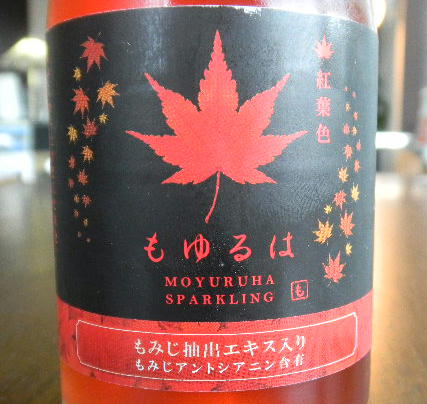 紅葉色
もゆるは
MOYURUHA
SPARKLING
も
もみじ抽出エキス入り
もみじアントシアニン含有